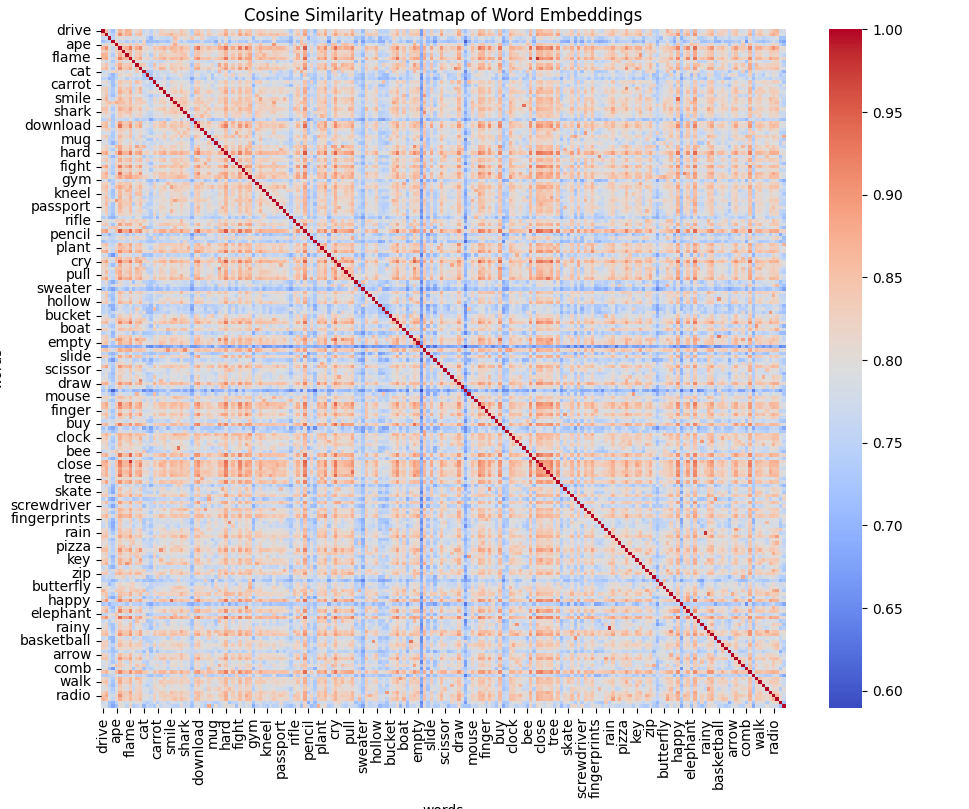 Cosine Similarity Heatmap of Word Embeddings
drive
ape
flame
cat
carrot
smile
shark
download
mug
hard
fight
gym
kneel
passport
rifle
pencil
plant
cry
pull
sweater
hollow
bucket
boat
empty
slide
scissor
draw
mouse
finger
buy
clock
bee
close
tree
skate
screwdriver
fingerprints
rain
pizza
key
zip
butterfly
happy
elephant
rainy
basketball
arrow
comb
walk
radio
1.00
0.95
0.90
0.85
0.80
0.75
0.70
0.65
0.60
drive
ape
flame
cat
carrot
smile
shark
download
mug
hard
fight
gym
kneel
passport
rifle
pencil
plant
cry
pull
sweater
hollow
bucket
boat
empty
slide
scissor
draw
mouse
finger
buy
clock
bee
close
tree
skate
screwdriver
fingerprints
rain
pizza
key
zip
butterfly
happy
elephant
rainy
basketball
arrow
comb
walk
radio
words